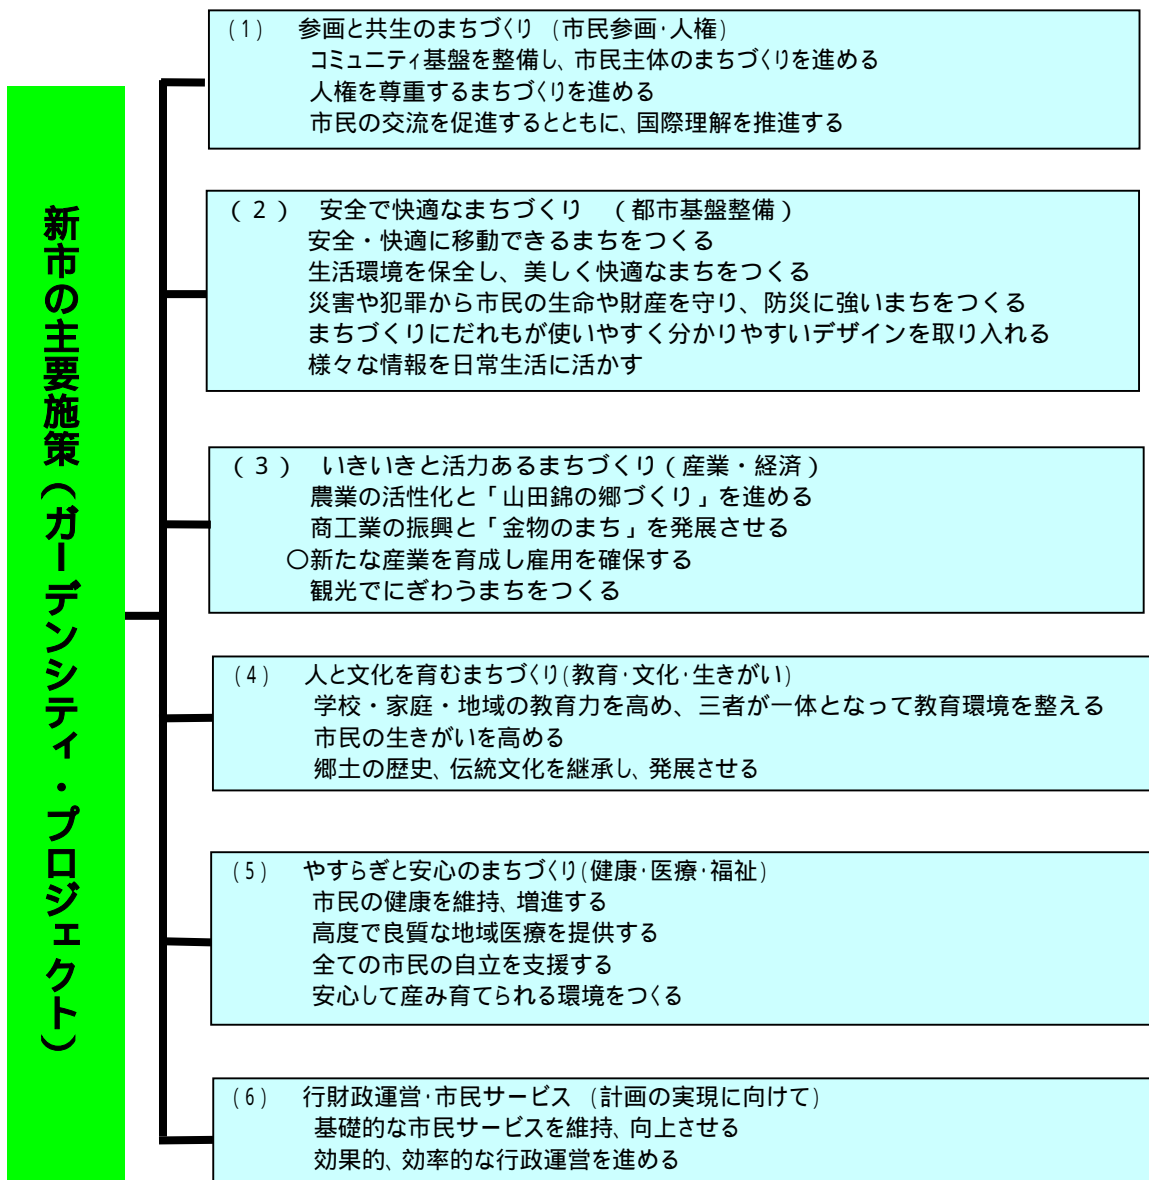 新市の主要施策（ガーデンシティ・プロジェクト）
(1) 参画と共生のまちづくり (市民参画・人権)
コミュニティ基盤を整備し、市民主体のまちづくりを進める
人権を尊重するまちづくりを進める
市民の交流を促進するとともに、国際理解を推進する
（２） 安全で快適なまちづくり （都市基盤整備）
安全・快適に移動できるまちをつくる
生活環境を保全し、美しく快適なまちをつくる
災害や犯罪から市民の生命や財産を守り、防災に強いまちをつくる
まちづくりにだれもが使いやすく分かりやすいデザインを取り入れる
様々な情報を日常生活に活かす
（３） いきいきと活力あるまちづくり（産業・経済）
農業の活性化と「山田錦の郷づくり」を進める
商工業の振興と「金物のまち」を発展させる
○新たな産業を育成し雇用を確保する
観光でにぎわうまちをつくる
(4) 人と文化を育むまちづくり(教育・文化・生きがい)
学校・家庭・地域の教育力を高め、三者が一体となって教育環境を整える
市民の生きがいを高める
郷土の歴史、伝統文化を継承し、発展させる
(5) やすらぎと安心のまちづくり(健康・医療・福祉)
市民の健康を維持、増進する
高度で良質な地域医療を提供する
全ての市民の自立を支援する
安心して産み育てられる環境をつくる
(6) 行財政運営・市民サービス (計画の実現に向けて)
基礎的な市民サービスを維持、向上させる
効果的、効率的な行政運営を進める